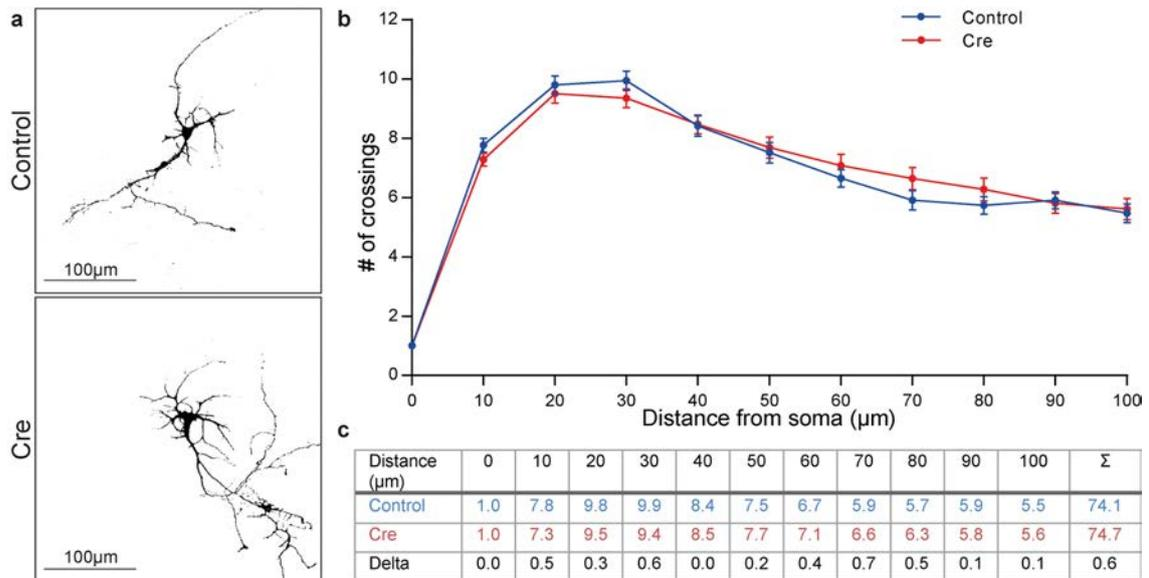 a
Control
100µm
Cre
100µm
b
Control
Cre
# of crossings
12
10
8
6
4
2
0
0 10 20 30 40 50 60 70 80 90 100
Distance from soma (µm)
c
Distance (µm) 0 10 20 30 40 50 60 70 80 90 100 Σ
Control 1.0 7.8 9.8 9.9 8.4 7.5 6.7 5.9 5.7 5.9 5.5 74.1
Cre 1.0 7.3 9.5 9.4 8.5 7.7 7.1 6.6 6.3 5.8 5.6 74.7
Delta 0.0 0.5 0.3 0.6 0.0 0.2 0.4 0.7 0.5 0.1 0.1 0.6